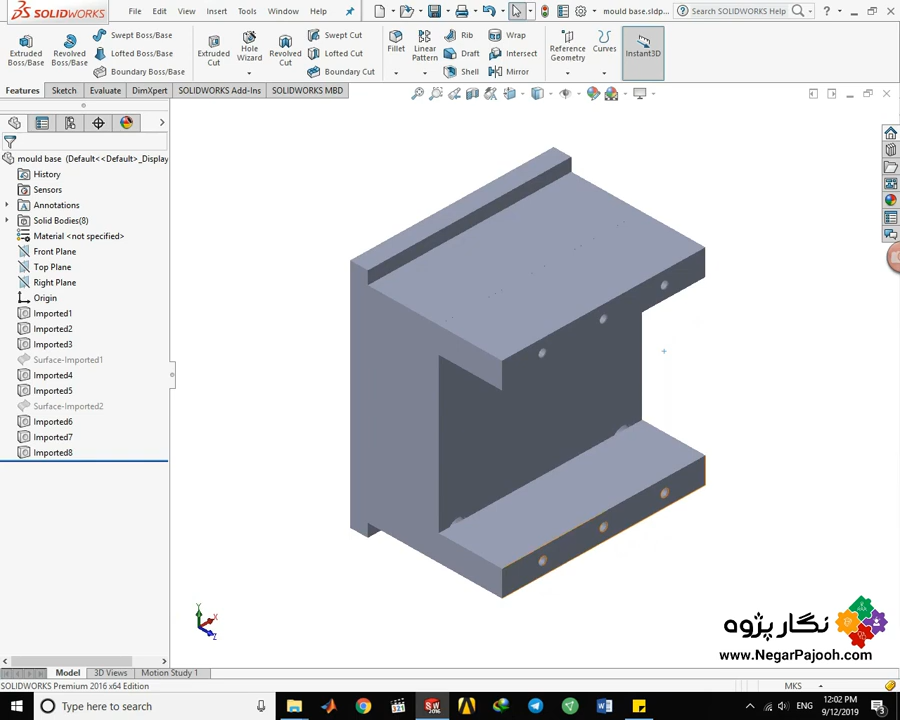 SOLIDWORKS File Edit View Insert Tools Window Help mould base.sldp... Search SOLIDWORKS Help
Extruded Boss/Base
Revolved Boss/Base
Swept Boss/Base
Lofted Boss/Base
Boundary Boss/Base
Extruded Cut
Hole Wizard
Revolved Cut
Swept Cut
Lofted Cut
Boundary Cut
Fillet
Linear Pattern
Rib
Draft
Shell
Wrap
Intersect
Mirror
Reference Geometry
Curves
Instant3D
Features Sketch Evaluate DimXpert SOLIDWORKS Add-Ins SOLIDWORKS MBD
mould base (Default<<Default>_Display
History
Sensors
Annotations
Solid Bodies(8)
Material <not specified>
Front Plane
Top Plane
Right Plane
Origin
Imported1
Imported2
Imported3
Surface-Imported1
Imported4
Imported5
Surface-Imported2
Imported6
Imported7
Imported8
Y
X
Z
نگار پژوه
www.NegarPajooh.com
Model 3D Views Motion Study 1
SOLIDWORKS Premium 2016 x64 Edition MKS
Type here to search
ENG
12:02 PM
9/12/2019